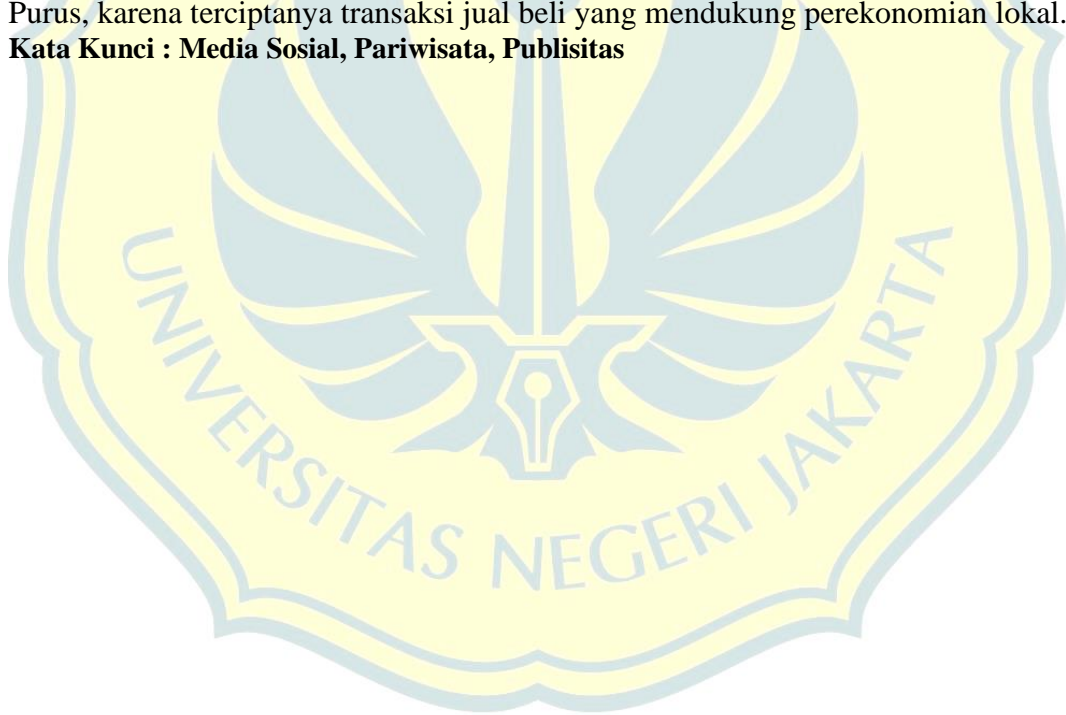 Purus, karena terciptanya transaksi jual beli yang mendukung perekonomian lokal.
Kata Kunci : Media Sosial, Pariwisata, Publisitas
UNIVERSITAS NEGERI JAKARTA